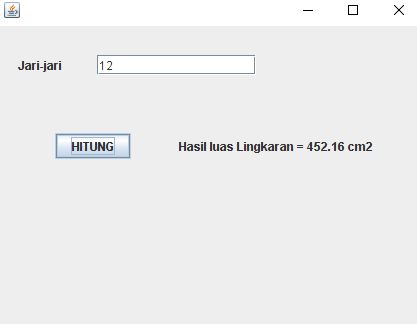 Jari-jari 12
HITUNG Hasil luas Lingkaran = 452.16 cm2